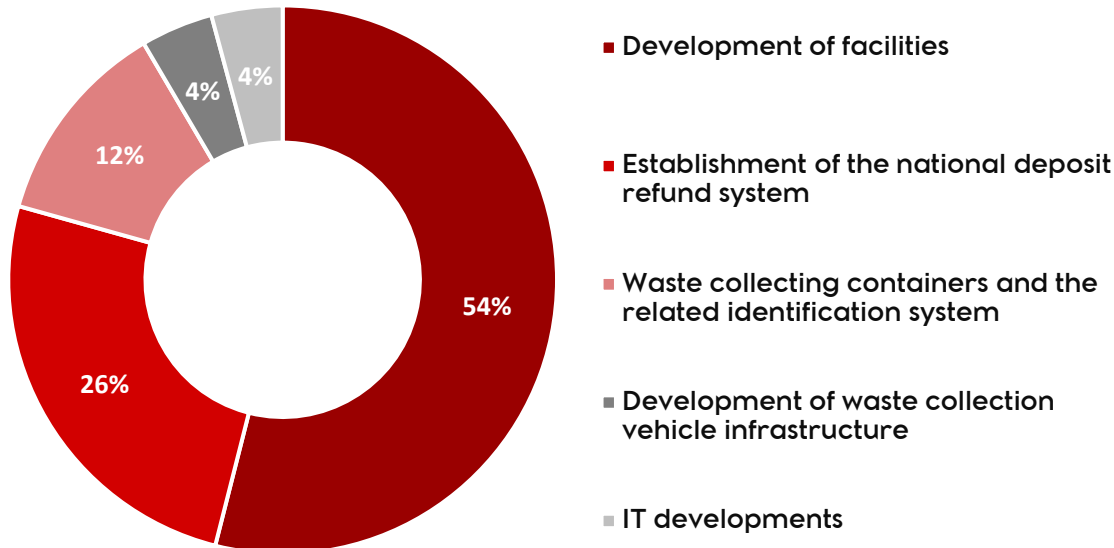 4%
4%
12%
54%
26%
Development of facilities
Establishment of the national deposit
refund system
Waste collecting containers and the
related identification system
Development of waste collection
vehicle infrastructure
IT developments